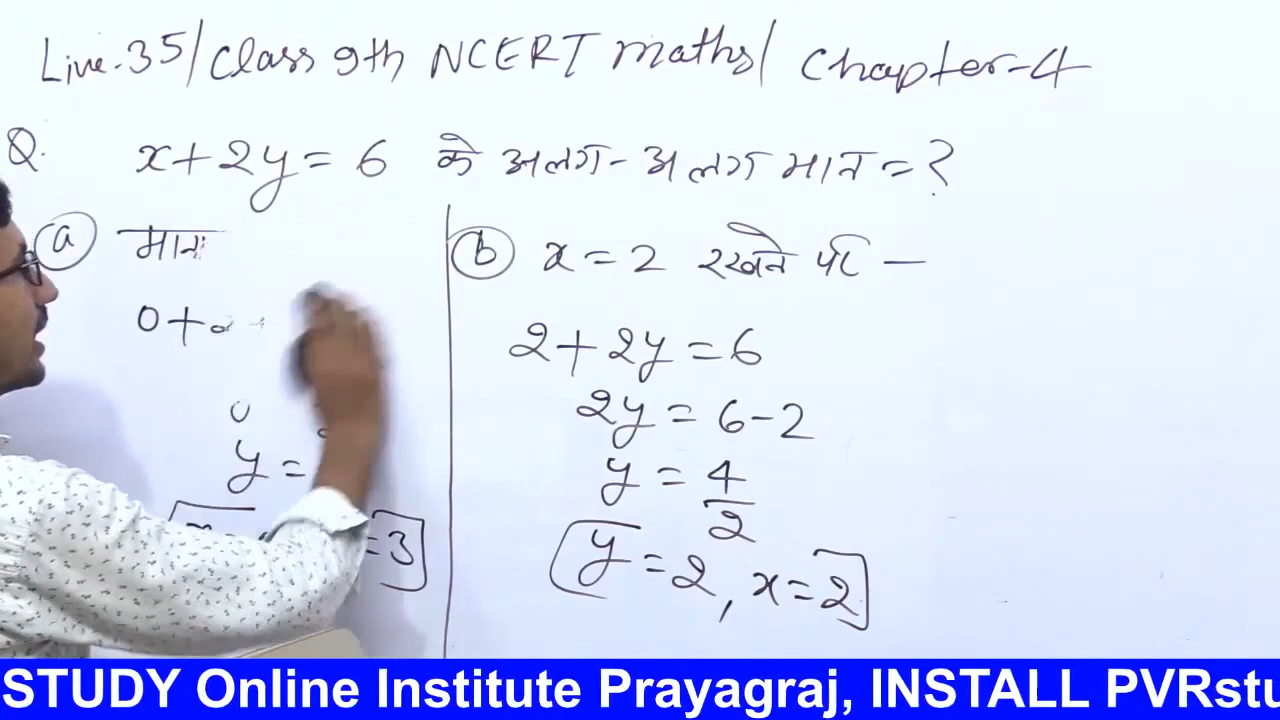 Live-35/Class 9th NCERT maths/ Chapter-4
Q. x+2y=6 के अलग-अलग मान=?
(a) मान
0+
0
y =
=3
(b) x=2 रखने पर —
2+2y=6
2y=6-2
y=4/2
y=2, x=2
STUDY Online Institute Prayagraj, INSTALL PVRstu